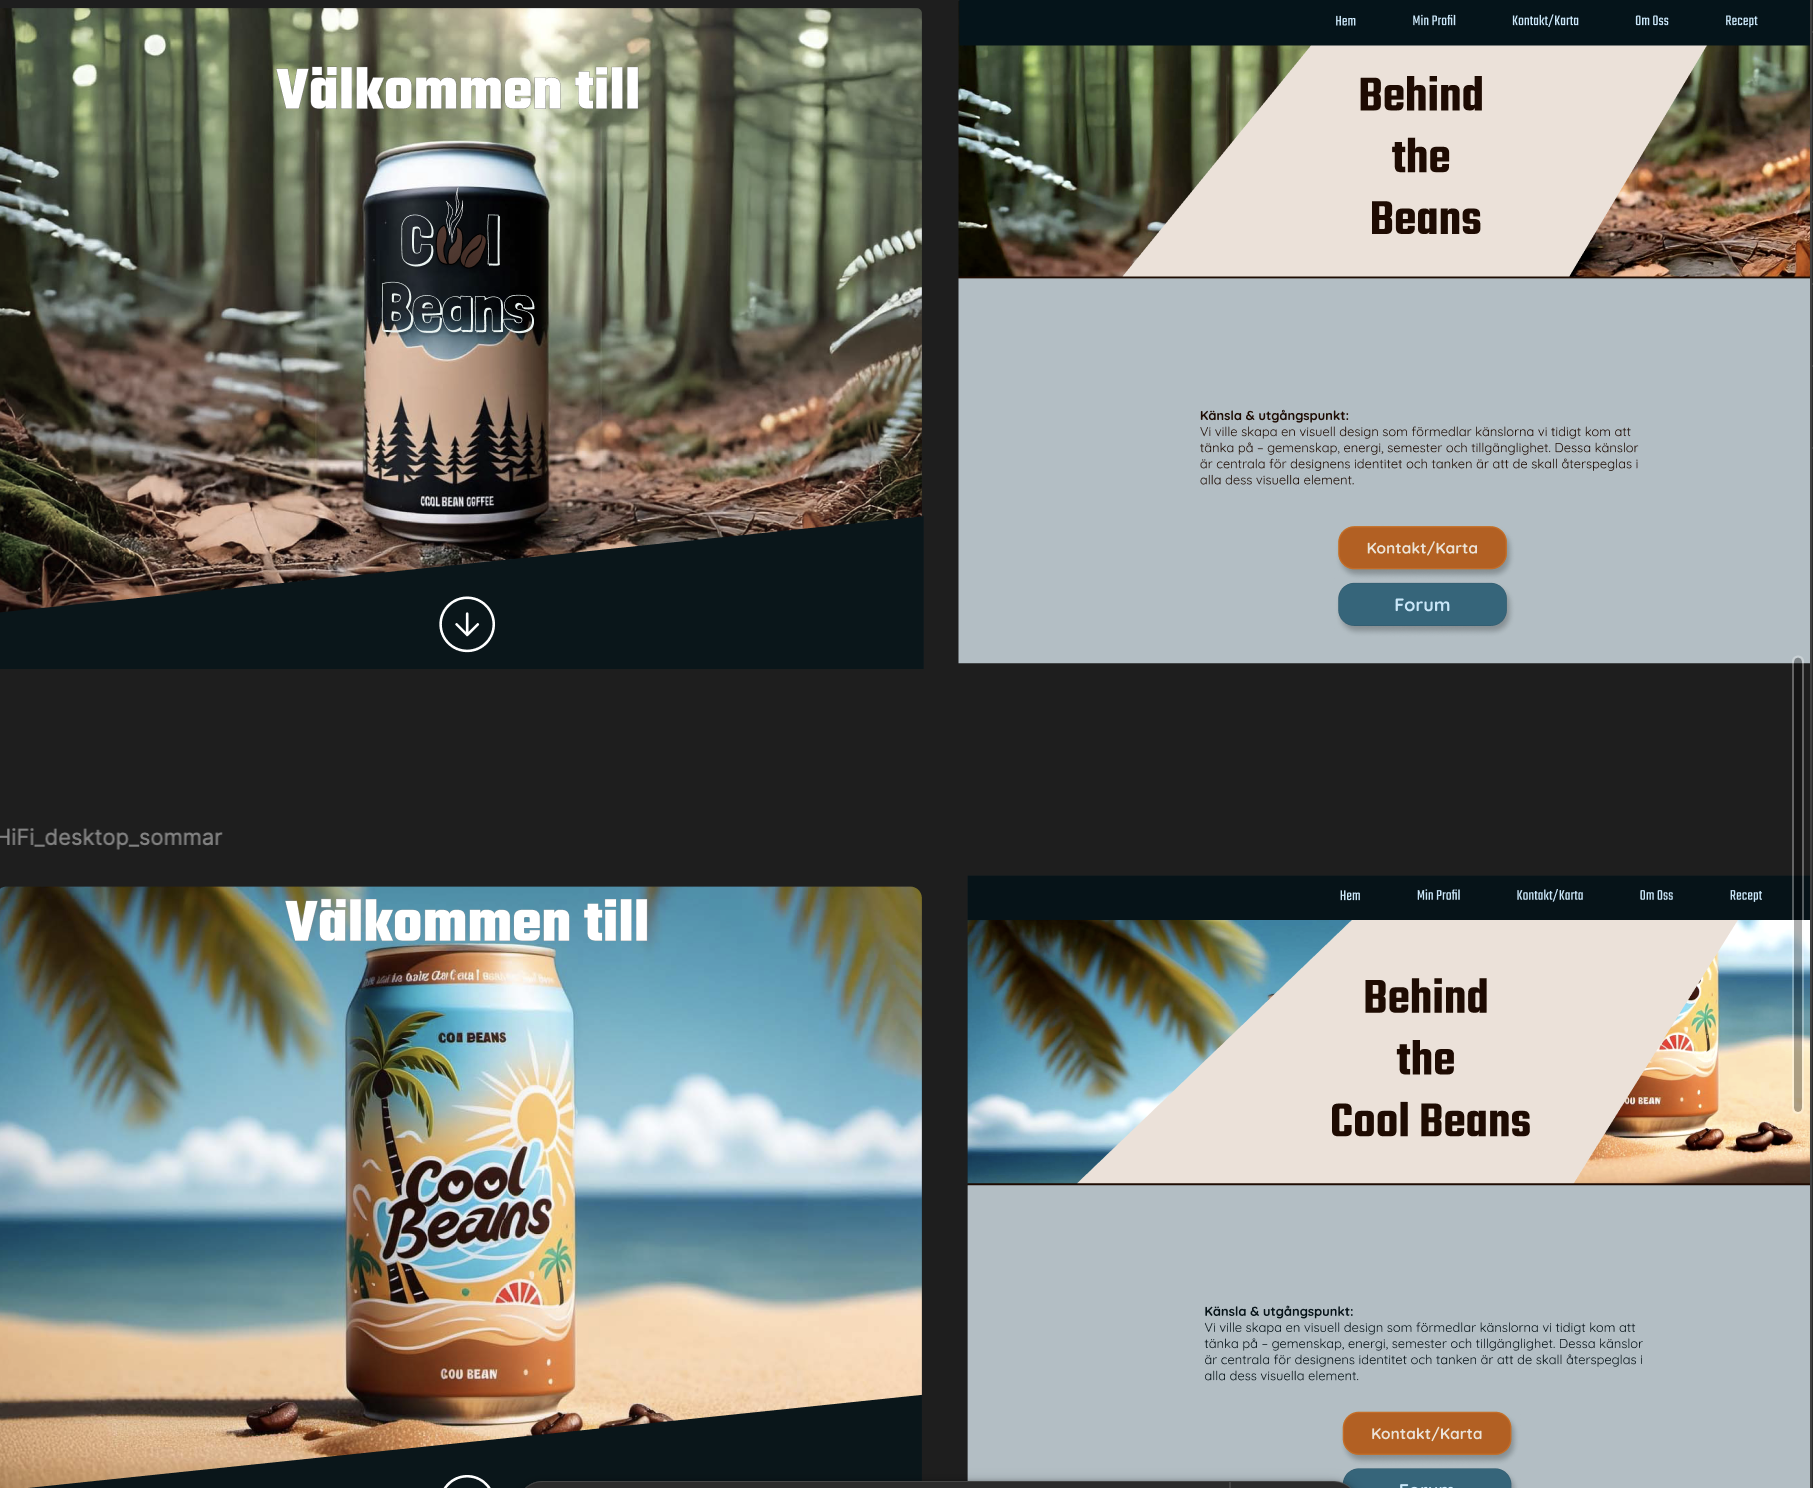 Välkommen till
Cool
Beans
COOL BEAN OGFFEE
Hem Min Profil Kontakt/Karta Om Oss Recept
Behind
the
Beans
Känsla & utgångspunkt:
Vi ville skapa en visuell design som förmedlar känslorna vi tidigt kom att
tänka på – gemenskap, energi, semester och tillgänglighet. Dessa känslor
är centrala för designens identitet och tanken är att de skall återspeglas i
alla dess visuella element.
Kontakt/Karta
Forum
HiFi_desktop_sommar
Välkommen till
COU BEANS
Cool
Beans
COU BEAN
Hem Min Profil Kontakt/Karta Om Oss Recept
Behind
the
Cool Beans
OU BEAN
Känsla & utgångspunkt:
Vi ville skapa en visuell design som förmedlar känslorna vi tidigt kom att
tänka på – gemenskap, energi, semester och tillgänglighet. Dessa känslor
är centrala för designens identitet och tanken är att de skall återspeglas i
alla dess visuella element.
Kontakt/Karta
Forum